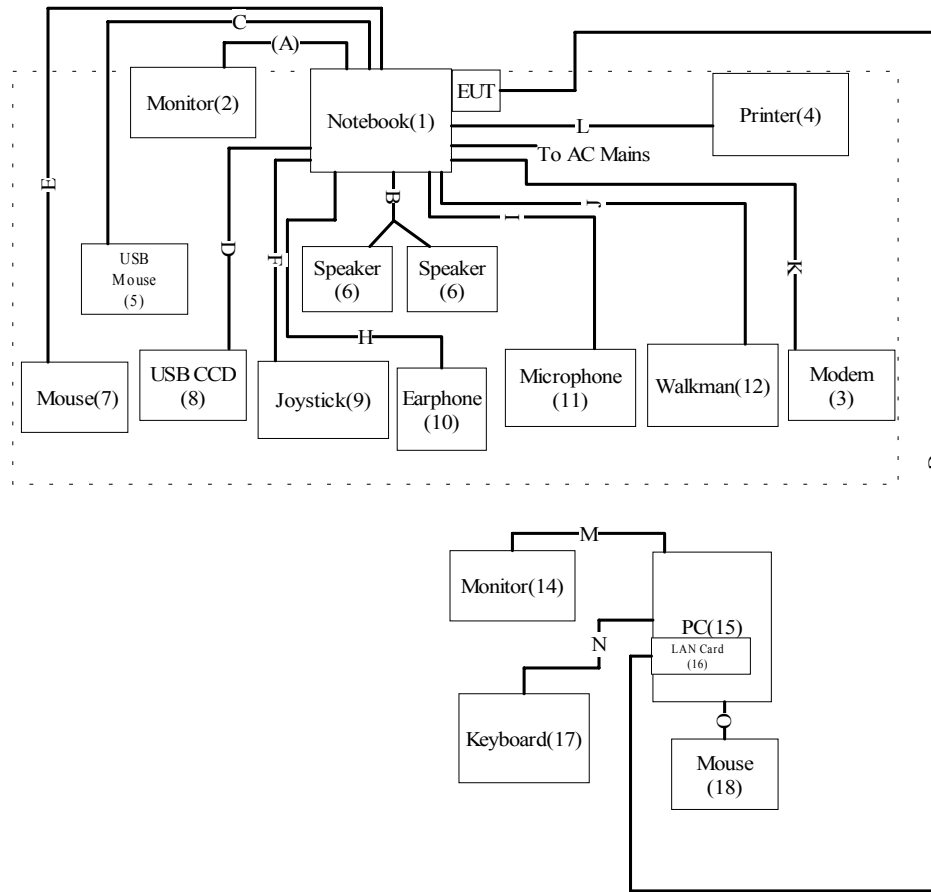 C
(A)
EUT
Monitor(2)
Notebook(1)
Printer(4)
L
To AC Mains
E
B
J
I
D
F
K
USB
Mouse
(5)
Speaker
(6)
Speaker
(6)
H
Mouse(7)
USB CCD
(8)
Joystick(9)
Earphone
(10)
Microphone
(11)
Walkman(12)
Modem
(3)
M
Monitor(14)
PC(15)
LAN Card
(16)
N
Keyboard(17)
O
Mouse
(18)